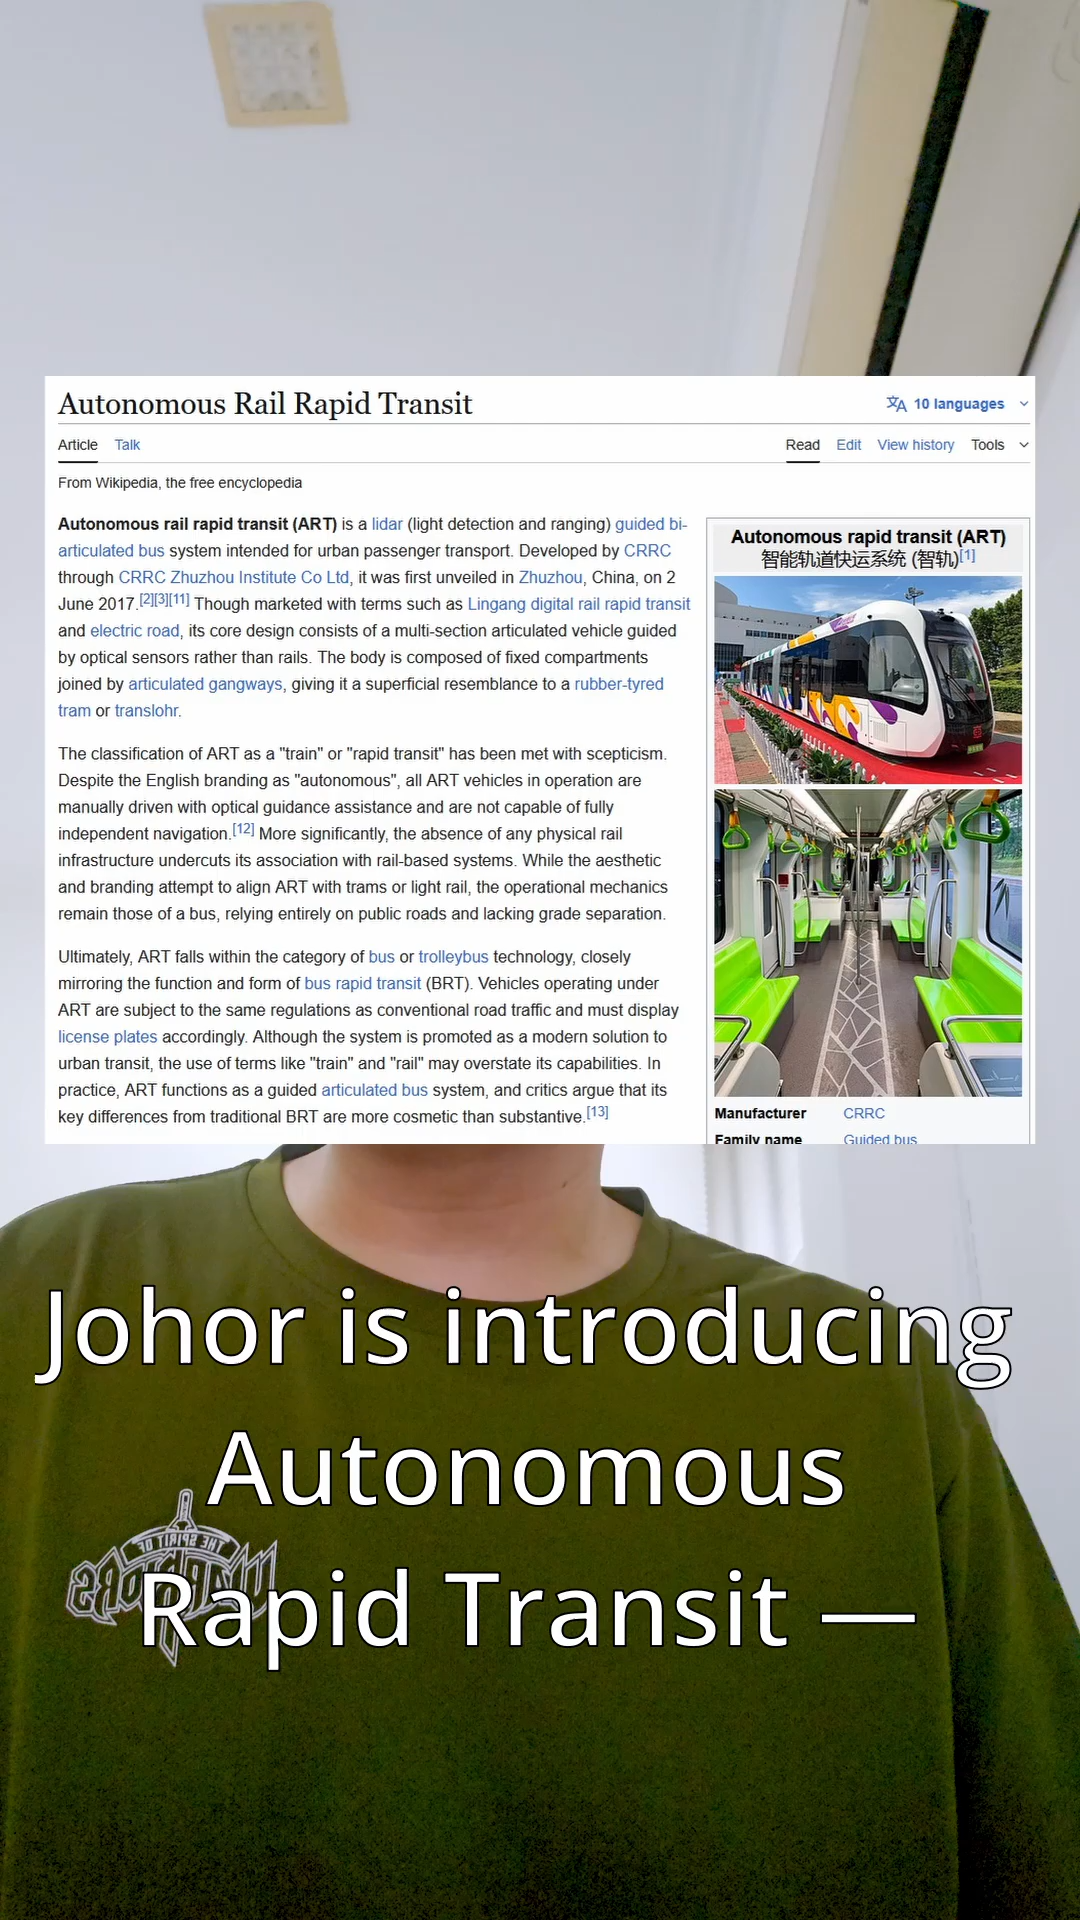 Autonomous Rail Rapid Transit
10 languages
Article Talk
Read Edit View history Tools
From Wikipedia, the free encyclopedia
Autonomous rail rapid transit (ART) is a lidar (light detection and ranging) guided bi-
articulated bus system intended for urban passenger transport. Developed by CRRC
through CRRC Zhuzhou Institute Co Ltd, it was first unveiled in Zhuzhou, China, on 2
June 2017.[2][3][11] Though marketed with terms such as Lingang digital rail rapid transit
and electric road, its core design consists of a multi-section articulated vehicle guided
by optical sensors rather than rails. The body is composed of fixed compartments
joined by articulated gangways, giving it a superficial resemblance to a rubber-tyred
tram or translohr.
The classification of ART as a "train" or "rapid transit" has been met with scepticism.
Despite the English branding as "autonomous", all ART vehicles in operation are
manually driven with optical guidance assistance and are not capable of fully
independent navigation.[12] More significantly, the absence of any physical rail
infrastructure undercuts its association with rail-based systems. While the aesthetic
and branding attempt to align ART with trams or light rail, the operational mechanics
remain those of a bus, relying entirely on public roads and lacking grade separation.
Ultimately, ART falls within the category of bus or trolleybus technology, closely
mirroring the function and form of bus rapid transit (BRT). Vehicles operating under
ART are subject to the same regulations as conventional road traffic and must display
license plates accordingly. Although the system is promoted as a modern solution to
urban transit, the use of terms like "train" and "rail" may overstate its capabilities. In
practice, ART functions as a guided articulated bus system, and critics argue that its
key differences from traditional BRT are more cosmetic than substantive.[13]
Autonomous rapid transit (ART)
智能轨道快运系统 (智轨)[1]
Manufacturer CRRC
Family name Guided bus
Johor is introducing
Autonomous
Rapid Transit —
THE SPIRIT OF
WARRIORS